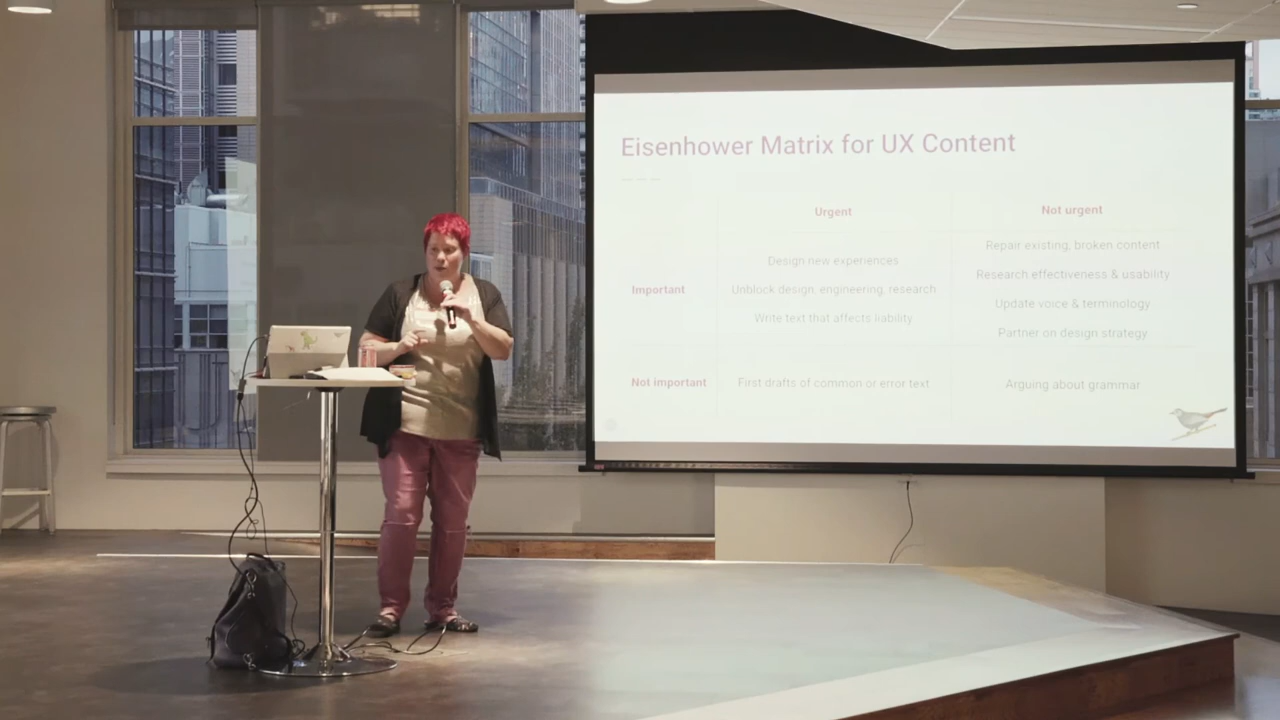 Eisenhower Matrix for UX Content
Urgent
Not urgent
Important
Design new experiences
Unblock design, engineering, research
Write text that affects liability
Repair existing, broken content
Research effectiveness & usability
Update voice & terminology
Partner on design strategy
Not important
First drafts of common or error text
Arguing about grammar